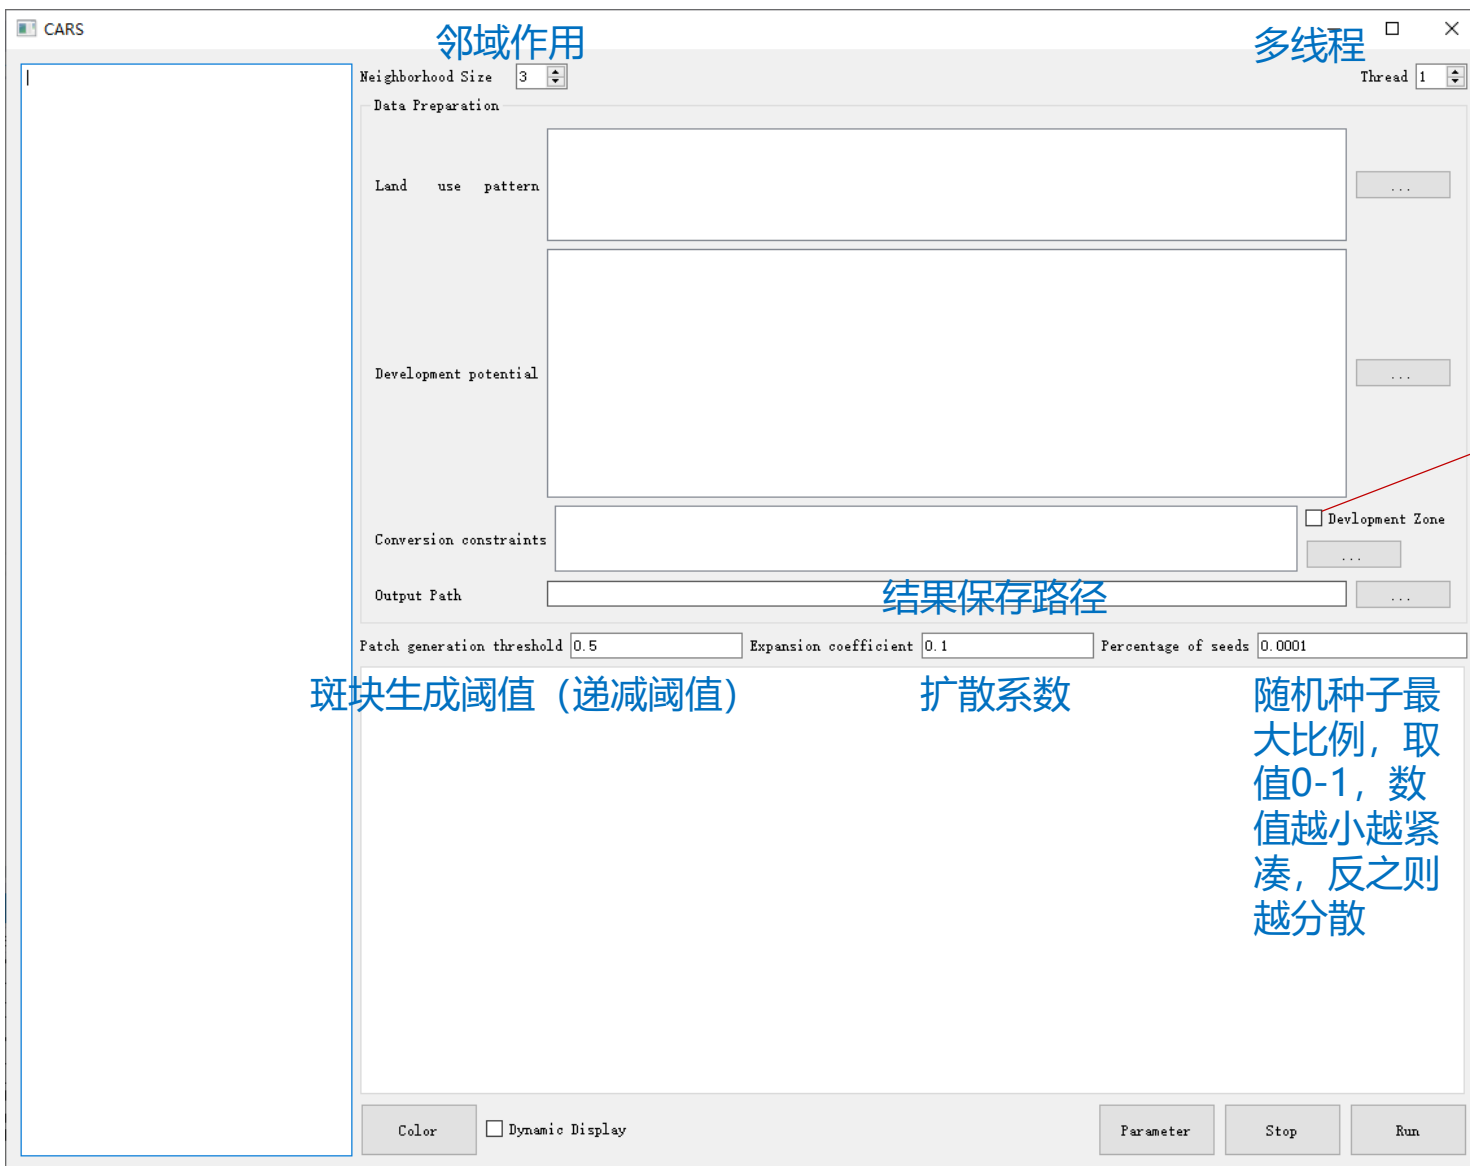 CARS
邻域作用
多线程
Neighborhood Size 3
Thread 1
Data Preparation
Land use pattern
...
Development potential
...
Devlopment Zone
Conversion constraints
...
Output Path
结果保存路径
...
Patch generation threshold 0.5
Expansion coefficient 0.1
Percentage of seeds 0.0001
斑块生成阈值（递减阈值）
扩散系数
随机种子最
大比例，取
值0-1，数
值越小越紧
凑，反之则
越分散
Color
Dynamic Display
Parameter
Stop
Run